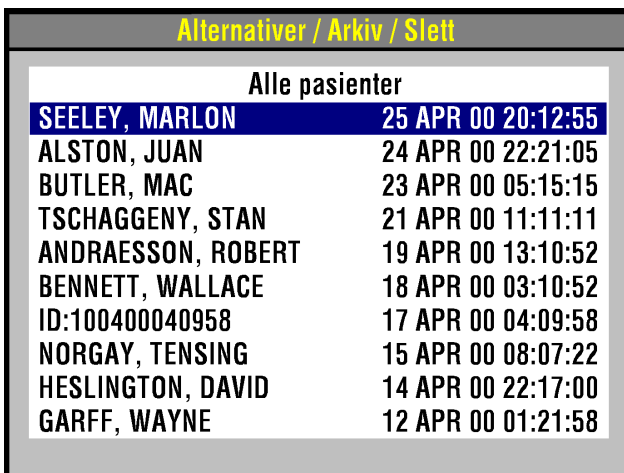 Alternativer / Arkiv / Slett
Alle pasienter
SEELEY, MARLON 25 APR 00 20:12:55
ALSTON, JUAN 24 APR 00 22:21:05
BUTLER, MAC 23 APR 00 05:15:15
TSCHAGGENY, STAN 21 APR 00 11:11:11
ANDRAESSON, ROBERT 19 APR 00 13:10:52
BENNETT, WALLACE 18 APR 00 03:10:52
ID:100400040958 17 APR 00 04:09:58
NORGAY, TENSING 15 APR 00 08:07:22
HESLINGTON, DAVID 14 APR 00 22:17:00
GARFF, WAYNE 12 APR 00 01:21:58